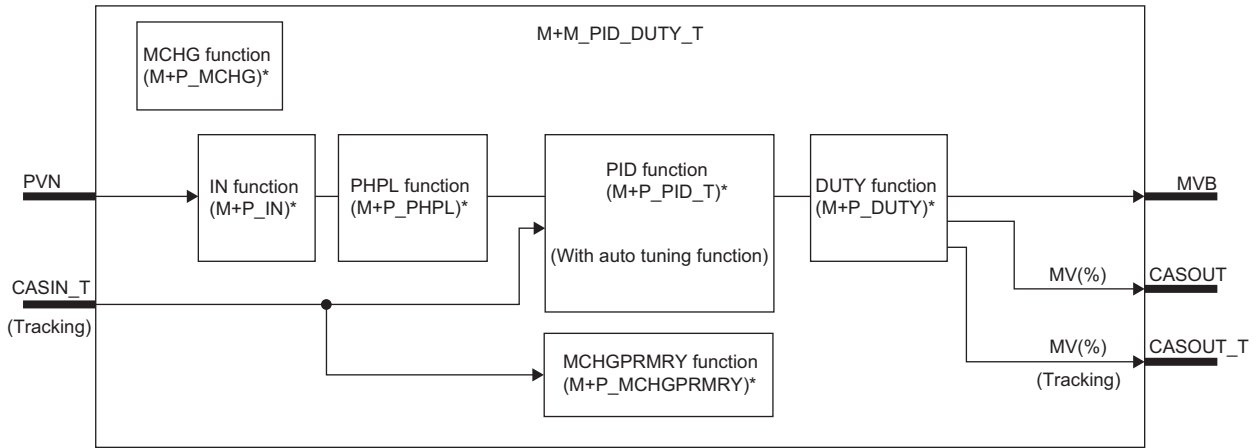 M+M_PID_DUTY_T
MCHG function
(M+P_MCHG)*
PVN
IN function
(M+P_IN)*
PHPL function
(M+P_PHPL)*
PID function
(M+P_PID_T)*
(With auto tuning function)
DUTY function
(M+P_DUTY)*
MVB
CASIN_T
(Tracking)
MV(%)
CASOUT
MCHGPRMRY function
(M+P_MCHGPRMRY)*
MV(%)
(Tracking)
CASOUT_T